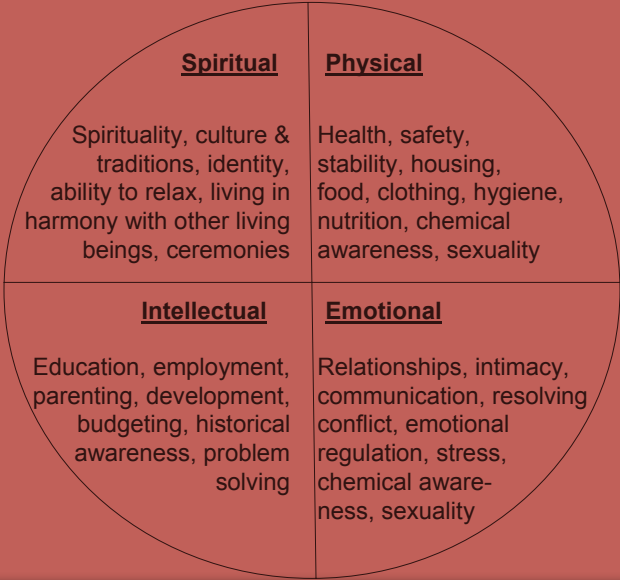 Spiritual
Spirituality, culture &
traditions, identity,
ability to relax, living in
harmony with other living
beings, ceremonies
Physical
Health, safety,
stability, housing,
food, clothing, hygiene,
nutrition, chemical
awareness, sexuality
Intellectual
Education, employment,
parenting, development,
budgeting, historical
awareness, problem
solving
Emotional
Relationships, intimacy,
communication, resolving
conflict, emotional
regulation, stress,
chemical aware-
ness, sexuality